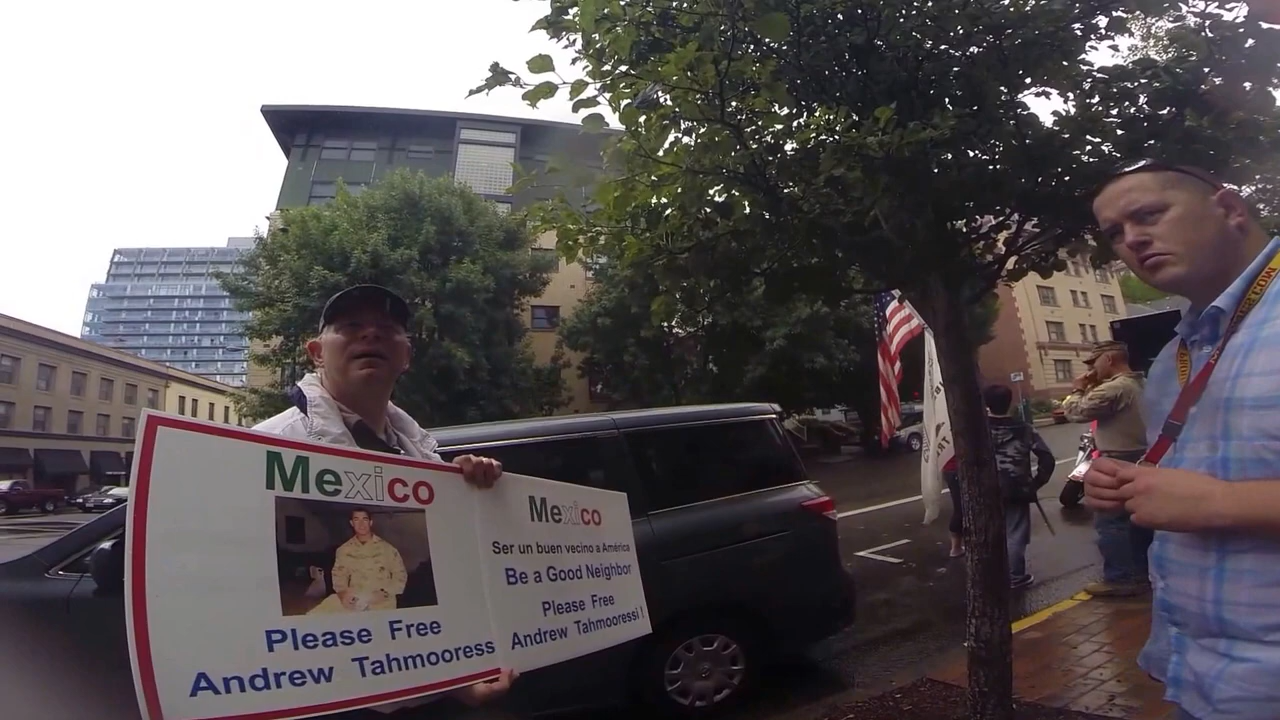 Mexico
Please Free
Andrew Tahmooress
Mexico
Ser un buen vecino a América
Be a Good Neighbor
Please Free
Andrew Tahmooressi!